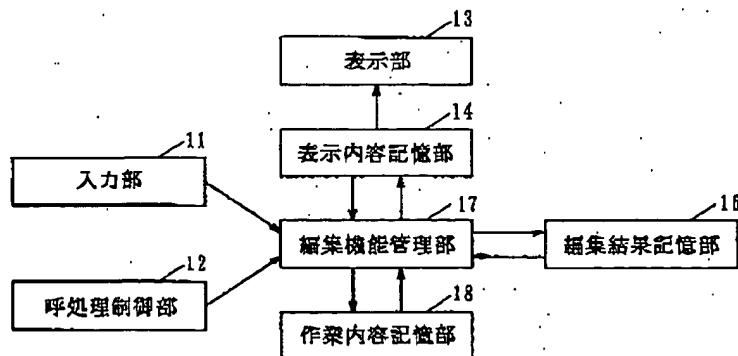 13
表示部
14
表示内容記憶部
11
入力部
17
編集機能管理部
16
編集結果記憶部
12
呼処理制御部
18
作業内容記憶部